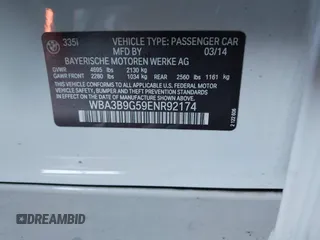 335i VEHICLE TYPE: PASSENGER CAR
MFD BY 03/14
BAYERISCHE MOTOREN WERKE AG
GVWR 4695 lbs 2130 kg
GAWR FRONT 2280 lbs 1034 kg REAR 2560 lbs 1161 kg
THIS VEHICLE CONFORMS TO ALL APPLICABLE U.S. FEDERAL MOTOR
VEHICLE SAFETY, BUMPER AND THEFT PREVENTION STANDARDS IN
EFFECT ON THE DATE OF MANUFACTURE SHOWN ABOVE.
WBA3B9G59ENR92174
DREAMBID